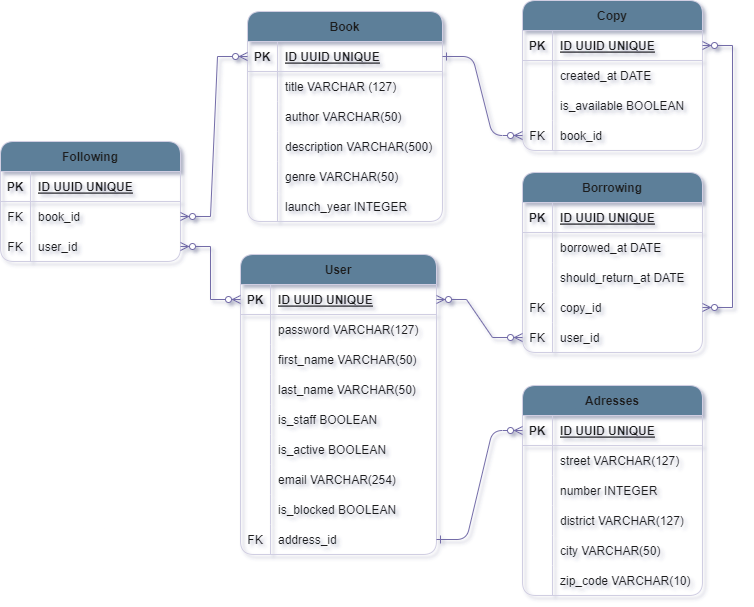 Book
PK ID UUID UNIQUE
title VARCHAR (127)
author VARCHAR(50)
description VARCHAR(500)
genre VARCHAR(50)
launch_year INTEGER
Copy
PK ID UUID UNIQUE
created_at DATE
is_available BOOLEAN
FK book_id
Following
PK ID UUID UNIQUE
FK book_id
FK user_id
Borrowing
PK ID UUID UNIQUE
borrowed_at DATE
should_return_at DATE
FK copy_id
FK user_id
User
PK ID UUID UNIQUE
password VARCHAR(127)
first_name VARCHAR(50)
last_name VARCHAR(50)
is_staff BOOLEAN
is_active BOOLEAN
email VARCHAR(254)
is_blocked BOOLEAN
FK address_id
Adresses
PK ID UUID UNIQUE
street VARCHAR(127)
number INTEGER
district VARCHAR(127)
city VARCHAR(50)
zip_code VARCHAR(10)